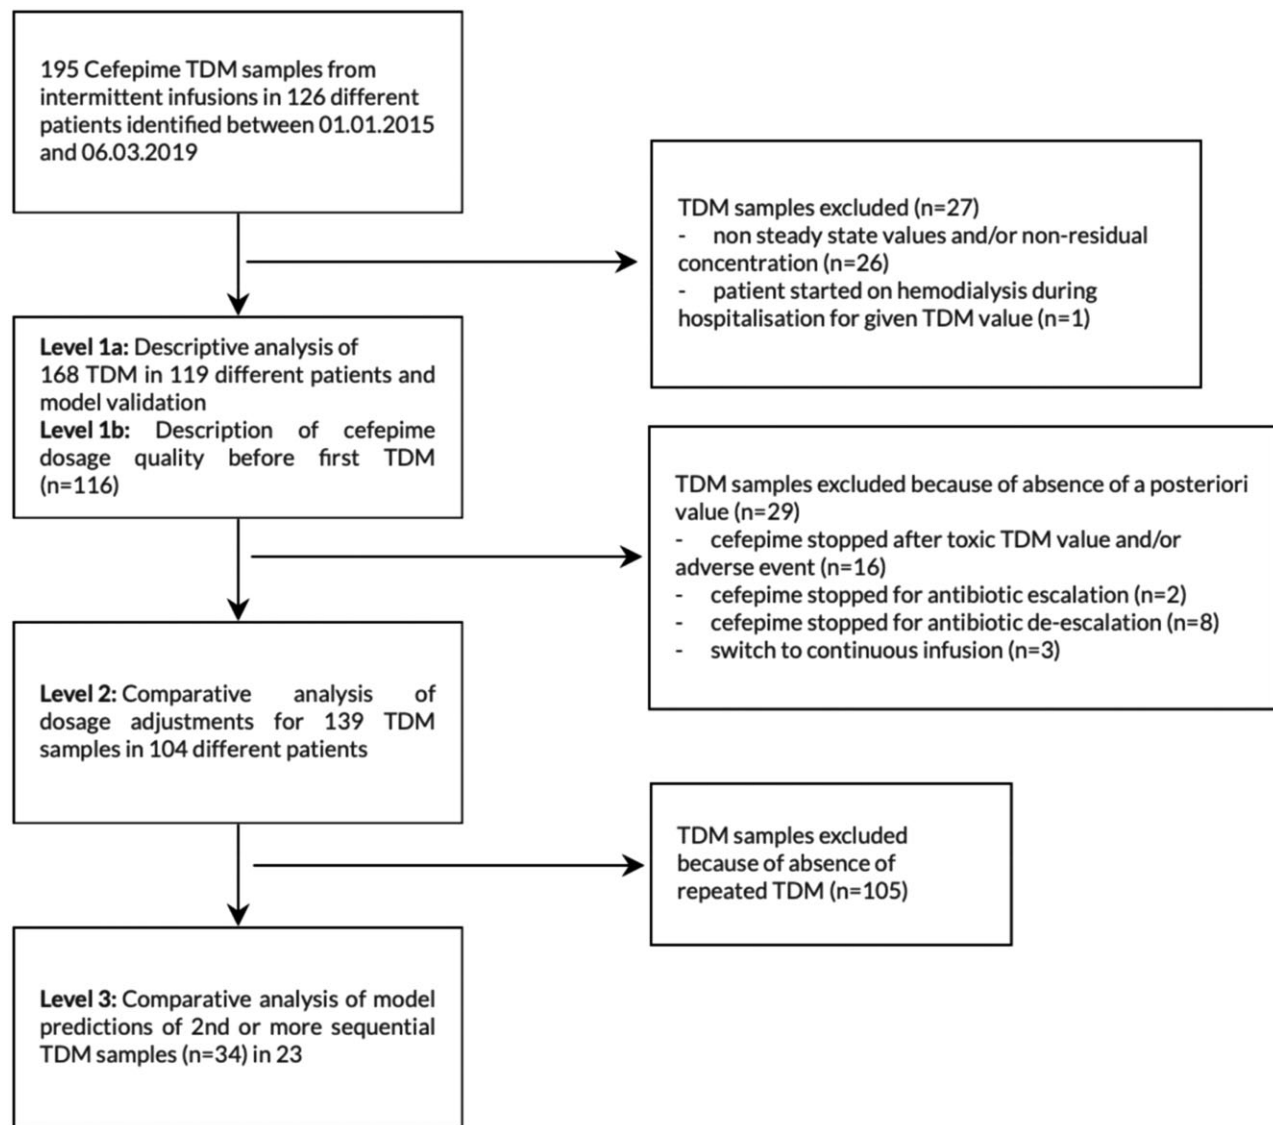 195 Cefepime TDM samples from
intermittent infusions in 126 different
patients identified between 01.01.2015
and 06.03.2019
TDM samples excluded (n=27)
- non steady state values and/or non-residual
concentration (n=26)
- patient started on hemodialysis during
hospitalisation for given TDM value (n=1)
Level 1a: Descriptive analysis of
168 TDM in 119 different patients and
model validation
Level 1b: Description of cefepime
dosage quality before first TDM
(n=116)
TDM samples excluded because of absence of a posteriori
value (n=29)
- cefepime stopped after toxic TDM value and/or
adverse event (n=16)
- cefepime stopped for antibiotic escalation (n=2)
- cefepime stopped for antibiotic de-escalation (n=8)
- switch to continuous infusion (n=3)
Level 2: Comparative analysis of
dosage adjustments for 139 TDM
samples in 104 different patients
TDM samples excluded
because of absence of
repeated TDM (n=105)
Level 3: Comparative analysis of model
predictions of 2nd or more sequential
TDM samples (n=34) in 23